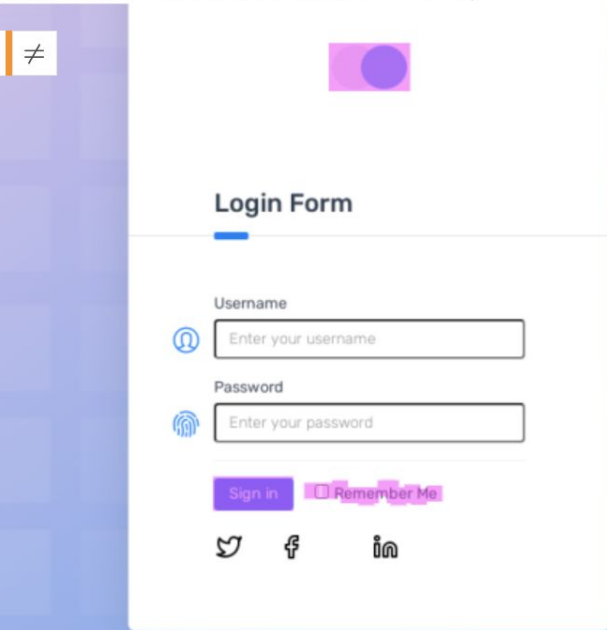 ≠
Login Form
Username
Enter your username
Password
Enter your password
Sign in
Remember Me